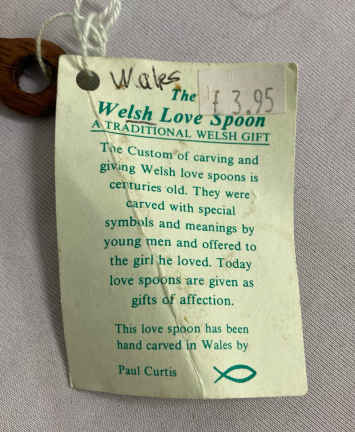 Wales
The
£3.95
Welsh Love Spoon
A TRADITIONAL WELSH GIFT
The Custom of carving and
giving Welsh love spoons is
centuries old. They were
carved with special
symbols and meanings by
young men and offered to
the girl he loved. Today
love spoons are given as
gifts of affection.
This love spoon has been
hand carved in Wales by
Paul Curtis